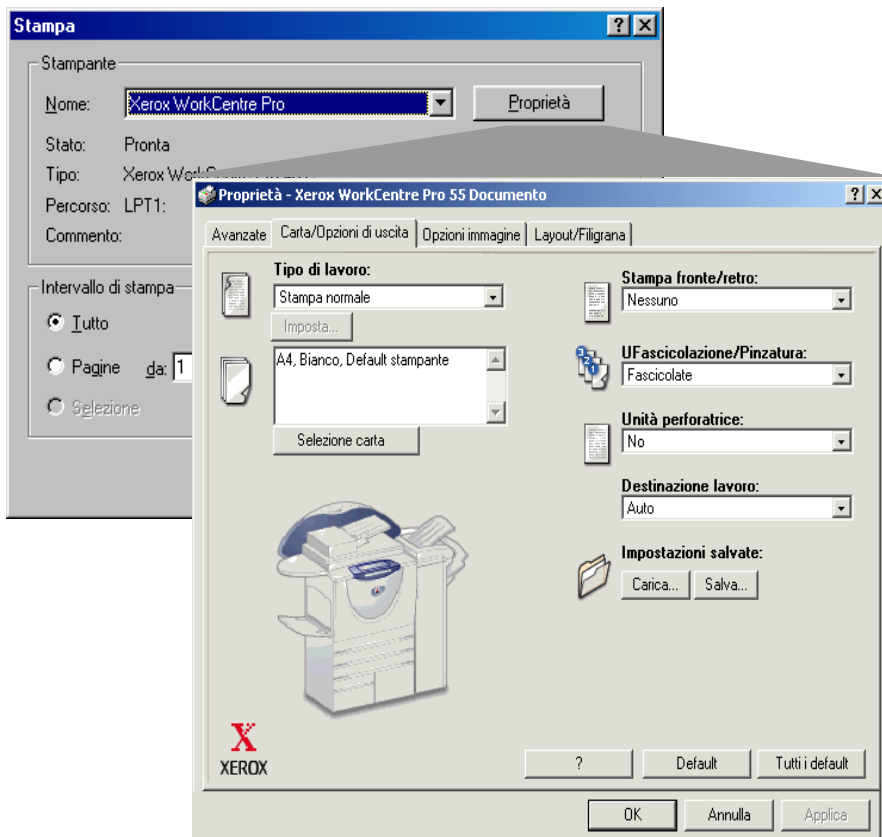 Stampa
Stampante
Nome: Xerox WorkCentre Pro Proprietà
Stato: Pronta
Tipo: Xerox
Percorso: LPT1:
Commento:
Intervallo di stampa
Tutto
Pagine da: 1
Selezione
Proprietà - Xerox WorkCentre Pro 55 Documento
Avanzate Carta/Opzioni di uscita Opzioni immagine Layout/Filigrana
Tipo di lavoro:
Stampa normale
Imposta...
A4, Bianco, Default stampante
Selezione carta
Stampa fronte/retro:
Nessuno
UFascicolazione/Pinzatura:
Fascicolate
Unità perforatrice:
No
Destinazione lavoro:
Auto
Impostazioni salvate:
Carica... Salva...
X
XEROX
? Default Tutti i default
OK Annulla Applica